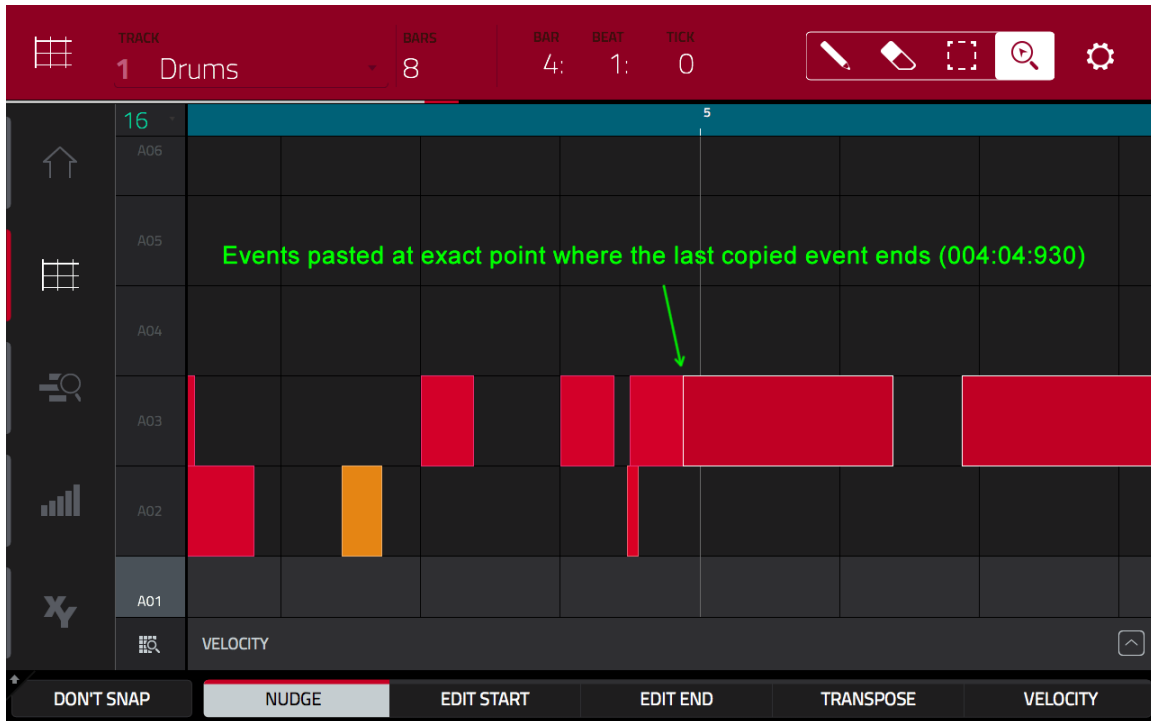 TRACK BARS BAR BEAT TICK
1 Drums 8 4: 1: 0
16 5
A06
A05
Events pasted at exact point where the last copied event ends (004:04:930)
A04
A03
A02
A01
XY
VELOCITY
DON'T SNAP NUDGE EDIT START EDIT END TRANSPOSE VELOCITY